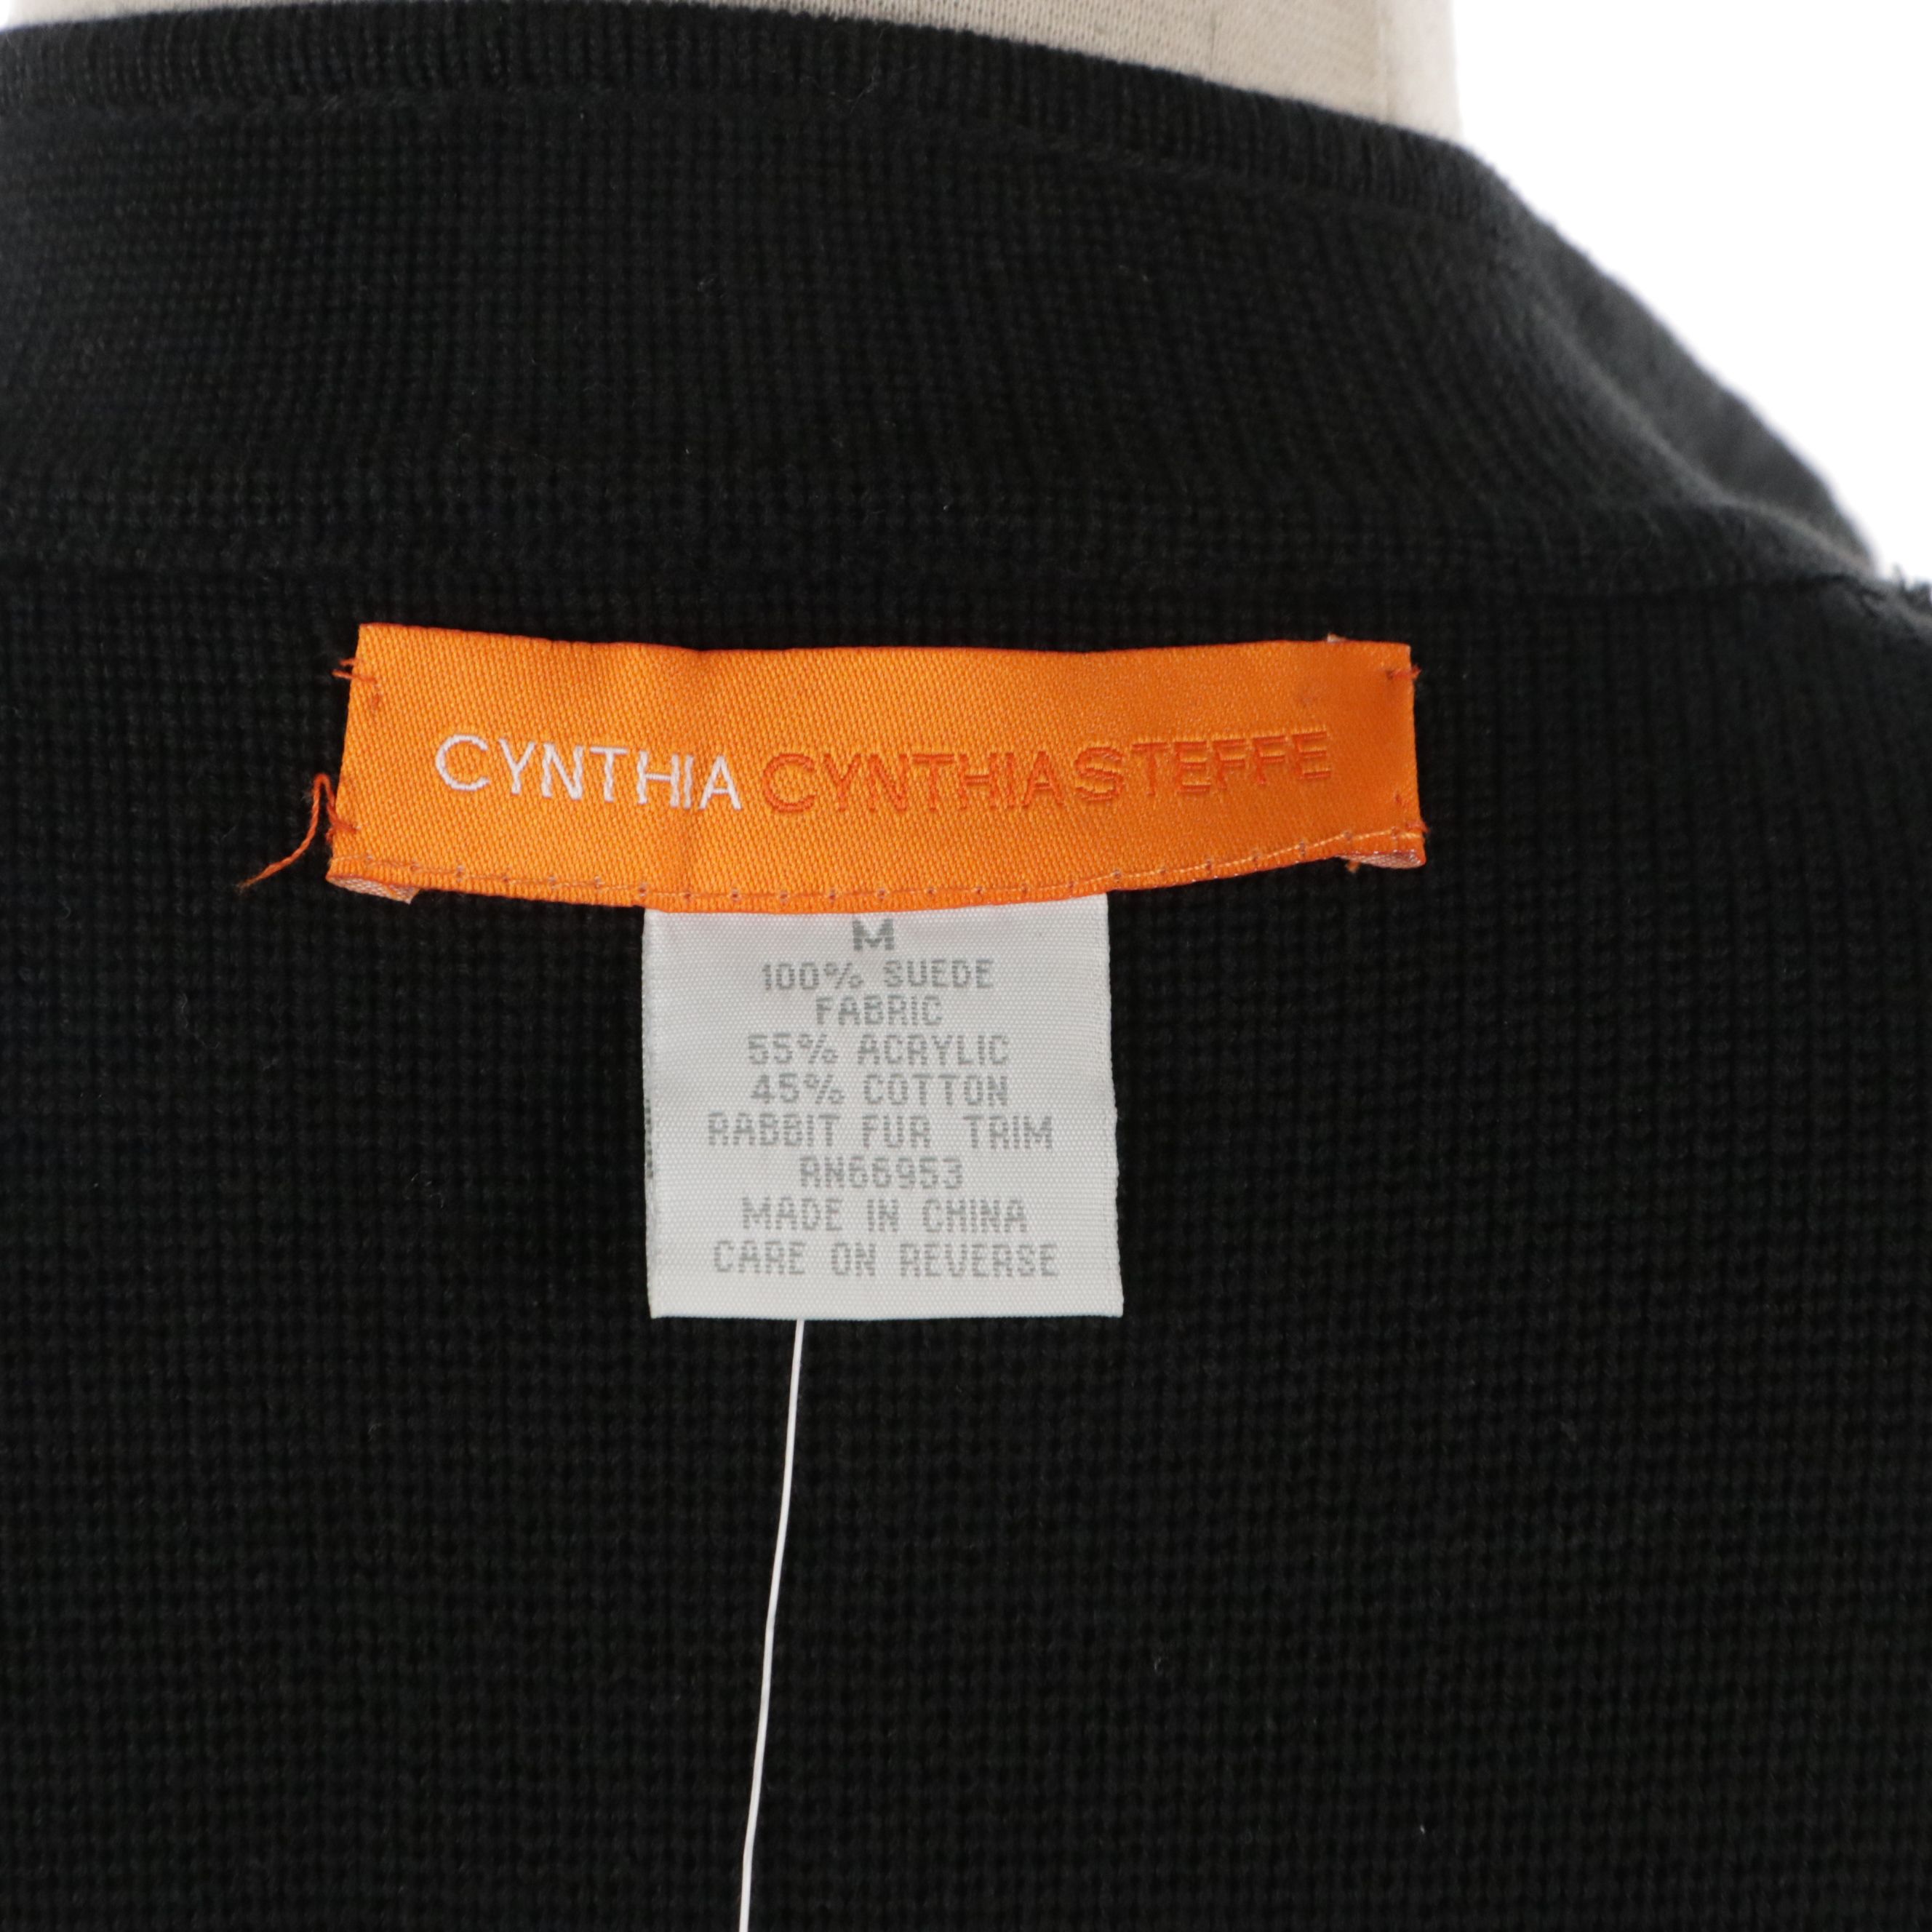 CYNTHIA CYNTHIASTEFFE
M
100% SUEDE
FABRIC
55% ACRYLIC
45% COTTON
RABBIT FUR TRIM
RN66953
MADE IN CHINA
CARE ON REVERSE